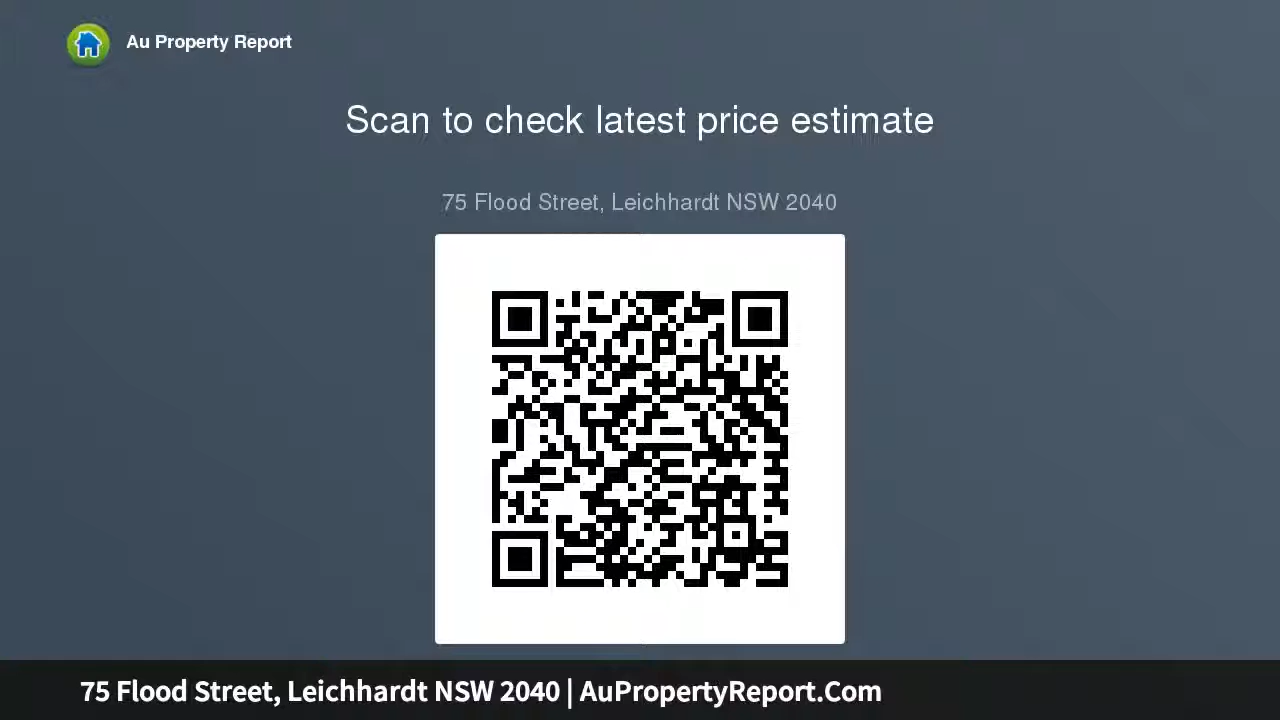 Au Property Report
Scan to check latest price estimate
75 Flood Street, Leichhardt NSW 2040
75 Flood Street, Leichhardt NSW 2040 | AuPropertyReport.Com